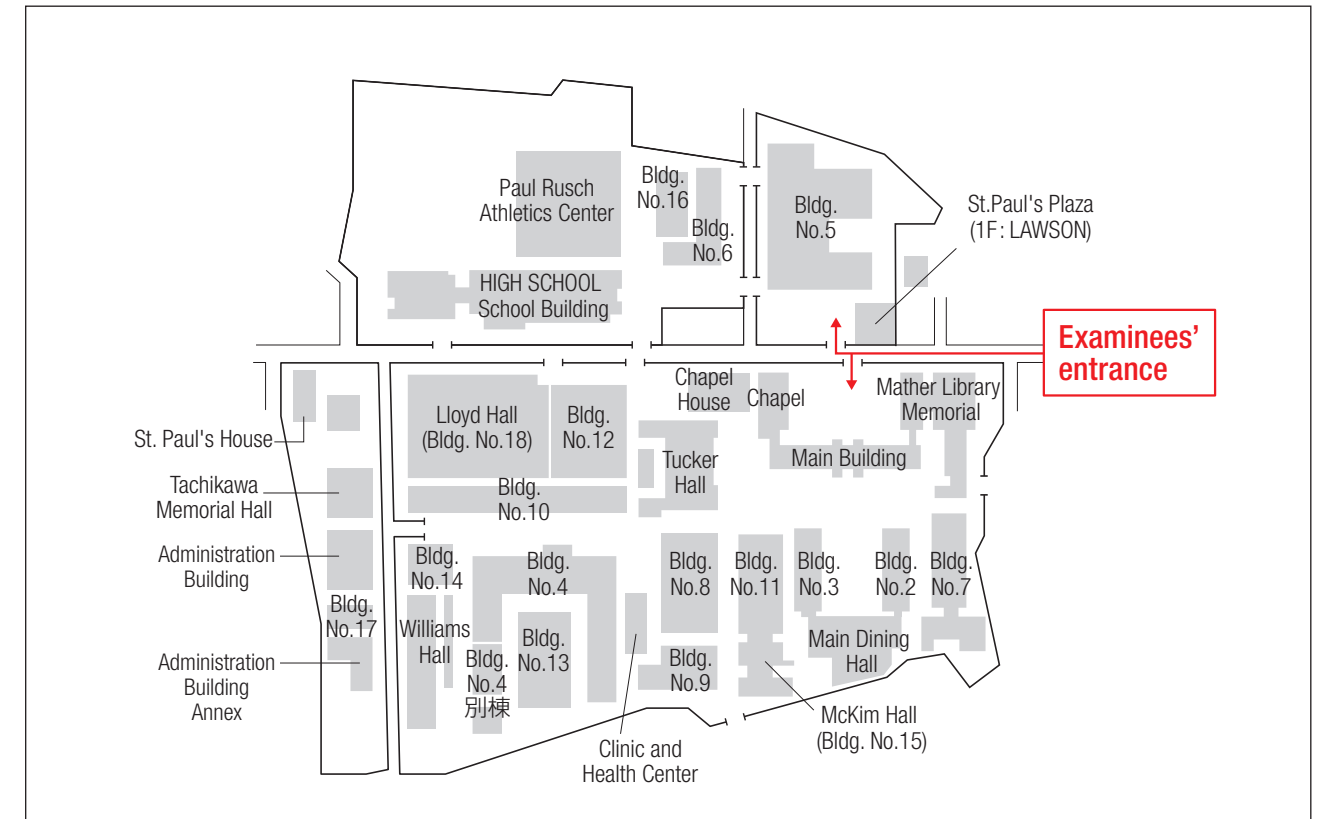 Paul Rusch
Athletics Center
Bldg.
No.16
Bldg.
No.6
Bldg.
No.5
St.Paul's Plaza
(1F: LAWSON)
HIGH SCHOOL
School Building
Examinees'
entrance
St. Paul's House
Lloyd Hall
(Bldg. No.18)
Bldg.
No.12
Chapel
House
Chapel
Mather Library
Memorial
Main Building
Tucker
Hall
Tachikawa
Memorial Hall
Bldg.
No.10
Administration
Building
Bldg.
No.14
Bldg.
No.4
Bldg.
No.8
Bldg.
No.11
Bldg.
No.3
Bldg.
No.2
Bldg.
No.7
Bldg.
No.17
Williams
Hall
Bldg.
No.4
別棟
Bldg.
No.13
Bldg.
No.9
Main Dining
Hall
Administration
Building
Annex
Clinic and
Health Center
McKim Hall
(Bldg. No.15)